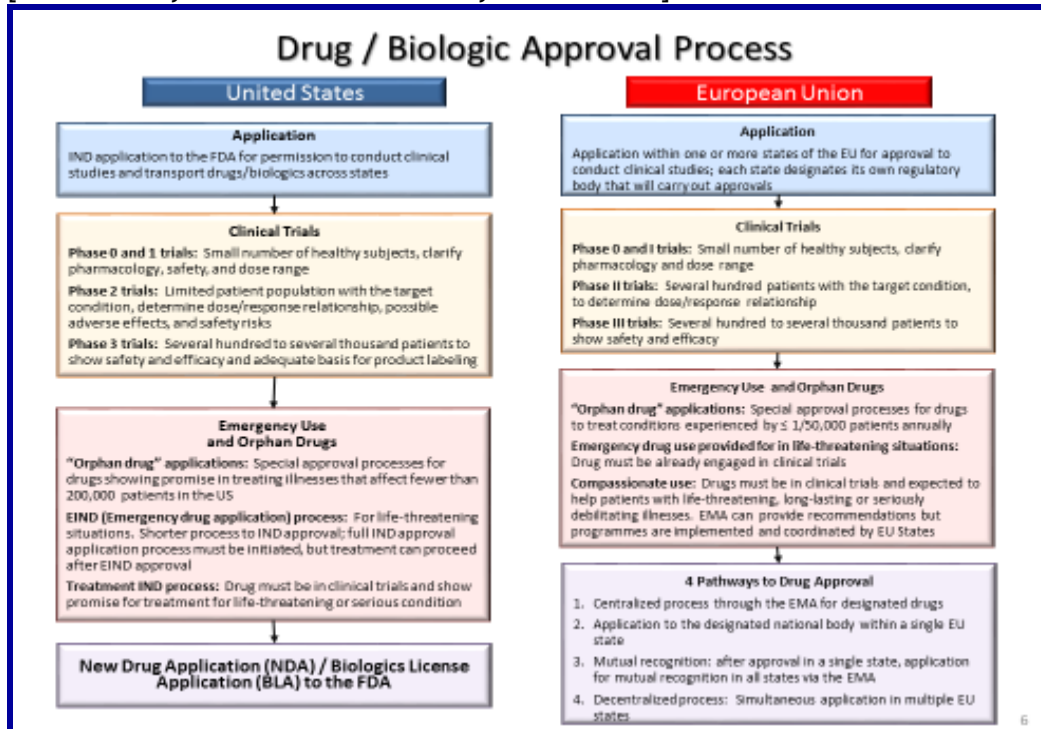 Drug / Biologic Approval Process
United States
Application
IND application to the FDA for permission to conduct clinical
studies and transport drugs/biologics across states
Clinical Trials
Phase 0 and 1 trials: Small number of healthy subjects, clarify
pharmacology, safety, and dose range
Phase 2 trials: Limited patient population with the target
condition, determine dose/response relationship, possible
adverse effects, and safety risks
Phase 3 trials: Several hundred to several thousand patients to
show safety and efficacy and adequate basis for product labeling
Emergency Use
and Orphan Drugs
"Orphan drug" applications: Special approval processes for
drugs showing promise in treating illnesses that affect fewer than
200,000 patients in the US
EIND (Emergency drug application) process: For life-threatening
situations. Shorter process to IND approval; full IND approval
application process must be initiated, but treatment can proceed
after EIND approval
Treatment IND process: Drug must be in clinical trials and show
promise for treatment for life-threatening or serious condition
New Drug Application (NDA) / Biologics License
Application (BLA) to the FDA
European Union
Application
Application within one or more states of the EU for approval to
conduct clinical studies; each state designates its own regulatory
body that will carry out approvals
Clinical Trials
Phase 0 and I trials: Small number of healthy subjects, clarify
pharmacology and dose range
Phase II trials: Several hundred patients with the target condition,
to determine dose/response relationship
Phase III trials: Several hundred to several thousand patients to
show safety and efficacy
Emergency Use and Orphan Drugs
"Orphan drug" applications: Special approval processes for drugs
to treat conditions experienced by ≤ 1/50,000 patients annually
Emergency drug use provided for in life-threatening situations:
Drug must be already engaged in clinical trials
Compassionate use: Drugs must be in clinical trials and expected to
help patients with life-threatening, long-lasting or seriously
debilitating illnesses. EMA can provide recommendations but
programmes are implemented and coordinated by EU States
4 Pathways to Drug Approval
1. Centralized process through the EMA for designated drugs
2. Application to the designated national body within a single EU
state
3. Mutual recognition: after approval in a single state, application
for mutual recognition in all states via the EMA
4. Decentralized process: Simultaneous application in multiple EU
states
6